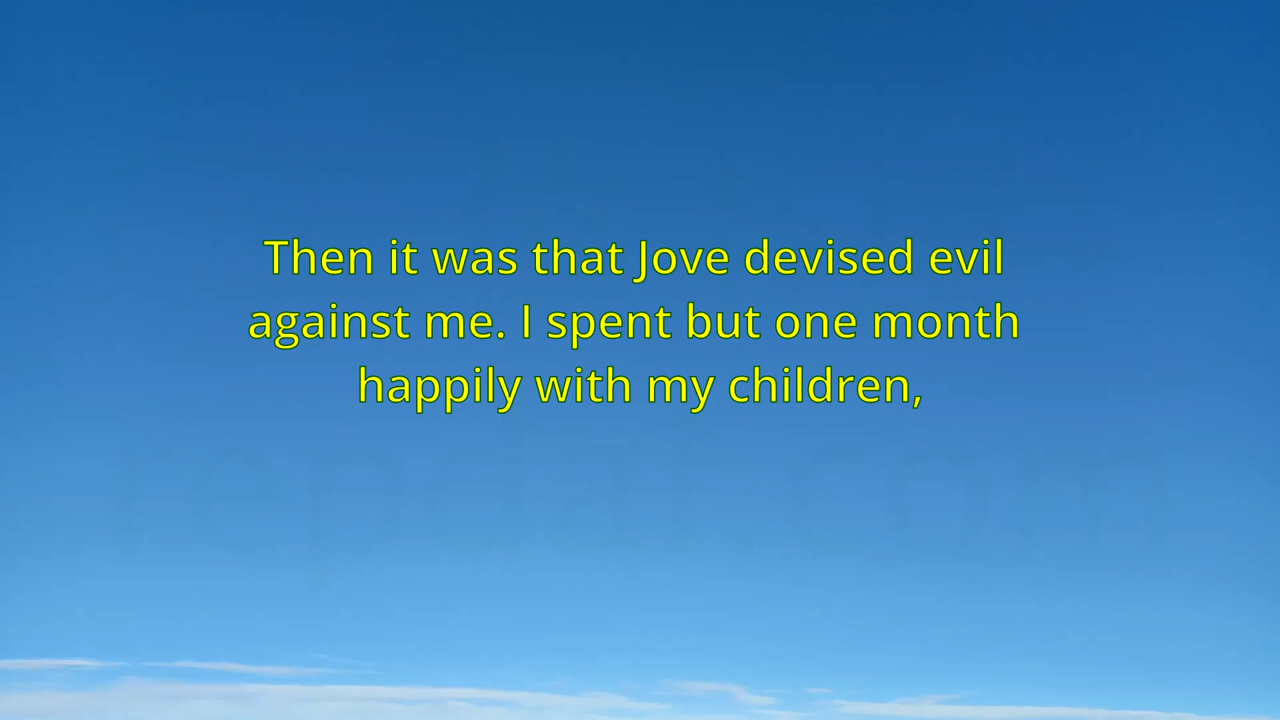 Then it was that Jove devised evil
against me. I spent but one month
happily with my children,